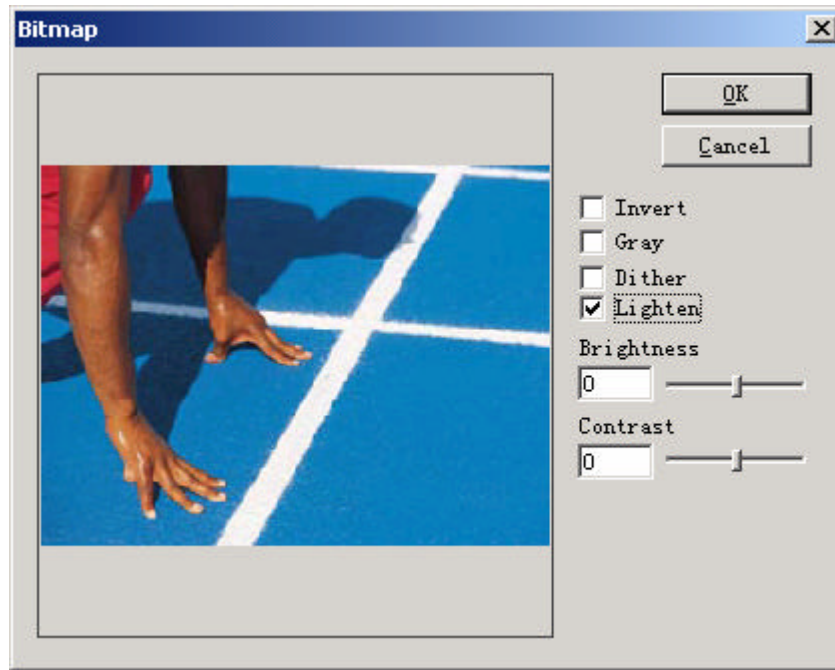 Bitmap
OK
Cancel
Invert
Gray
Dither
Lighten
Brightness
0
Contrast
0